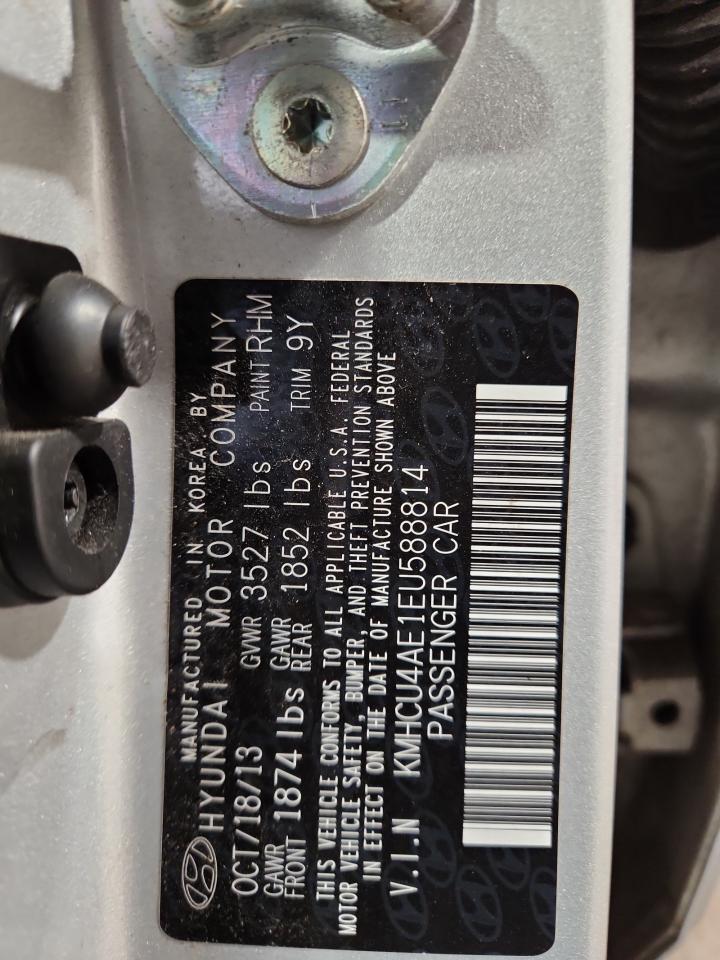 MANUFACTURED IN KOREA BY
HYUNDAI MOTOR COMPANY
OCT/18/13 GVWR 3527 lbs PAINT RHM
GAWR FRONT 1874 lbs GAWR REAR 1852 lbs TRIM 9Y
THIS VEHICLE CONFORMS TO ALL APPLICABLE U.S.A. FEDERAL
MOTOR VEHICLE SAFETY, BUMPER, AND THEFT PREVENTION STANDARDS
IN EFFECT ON THE DATE OF MANUFACTURE SHOWN ABOVE
V.I.N KMHCU4AE1EU588814
PASSENGER CAR